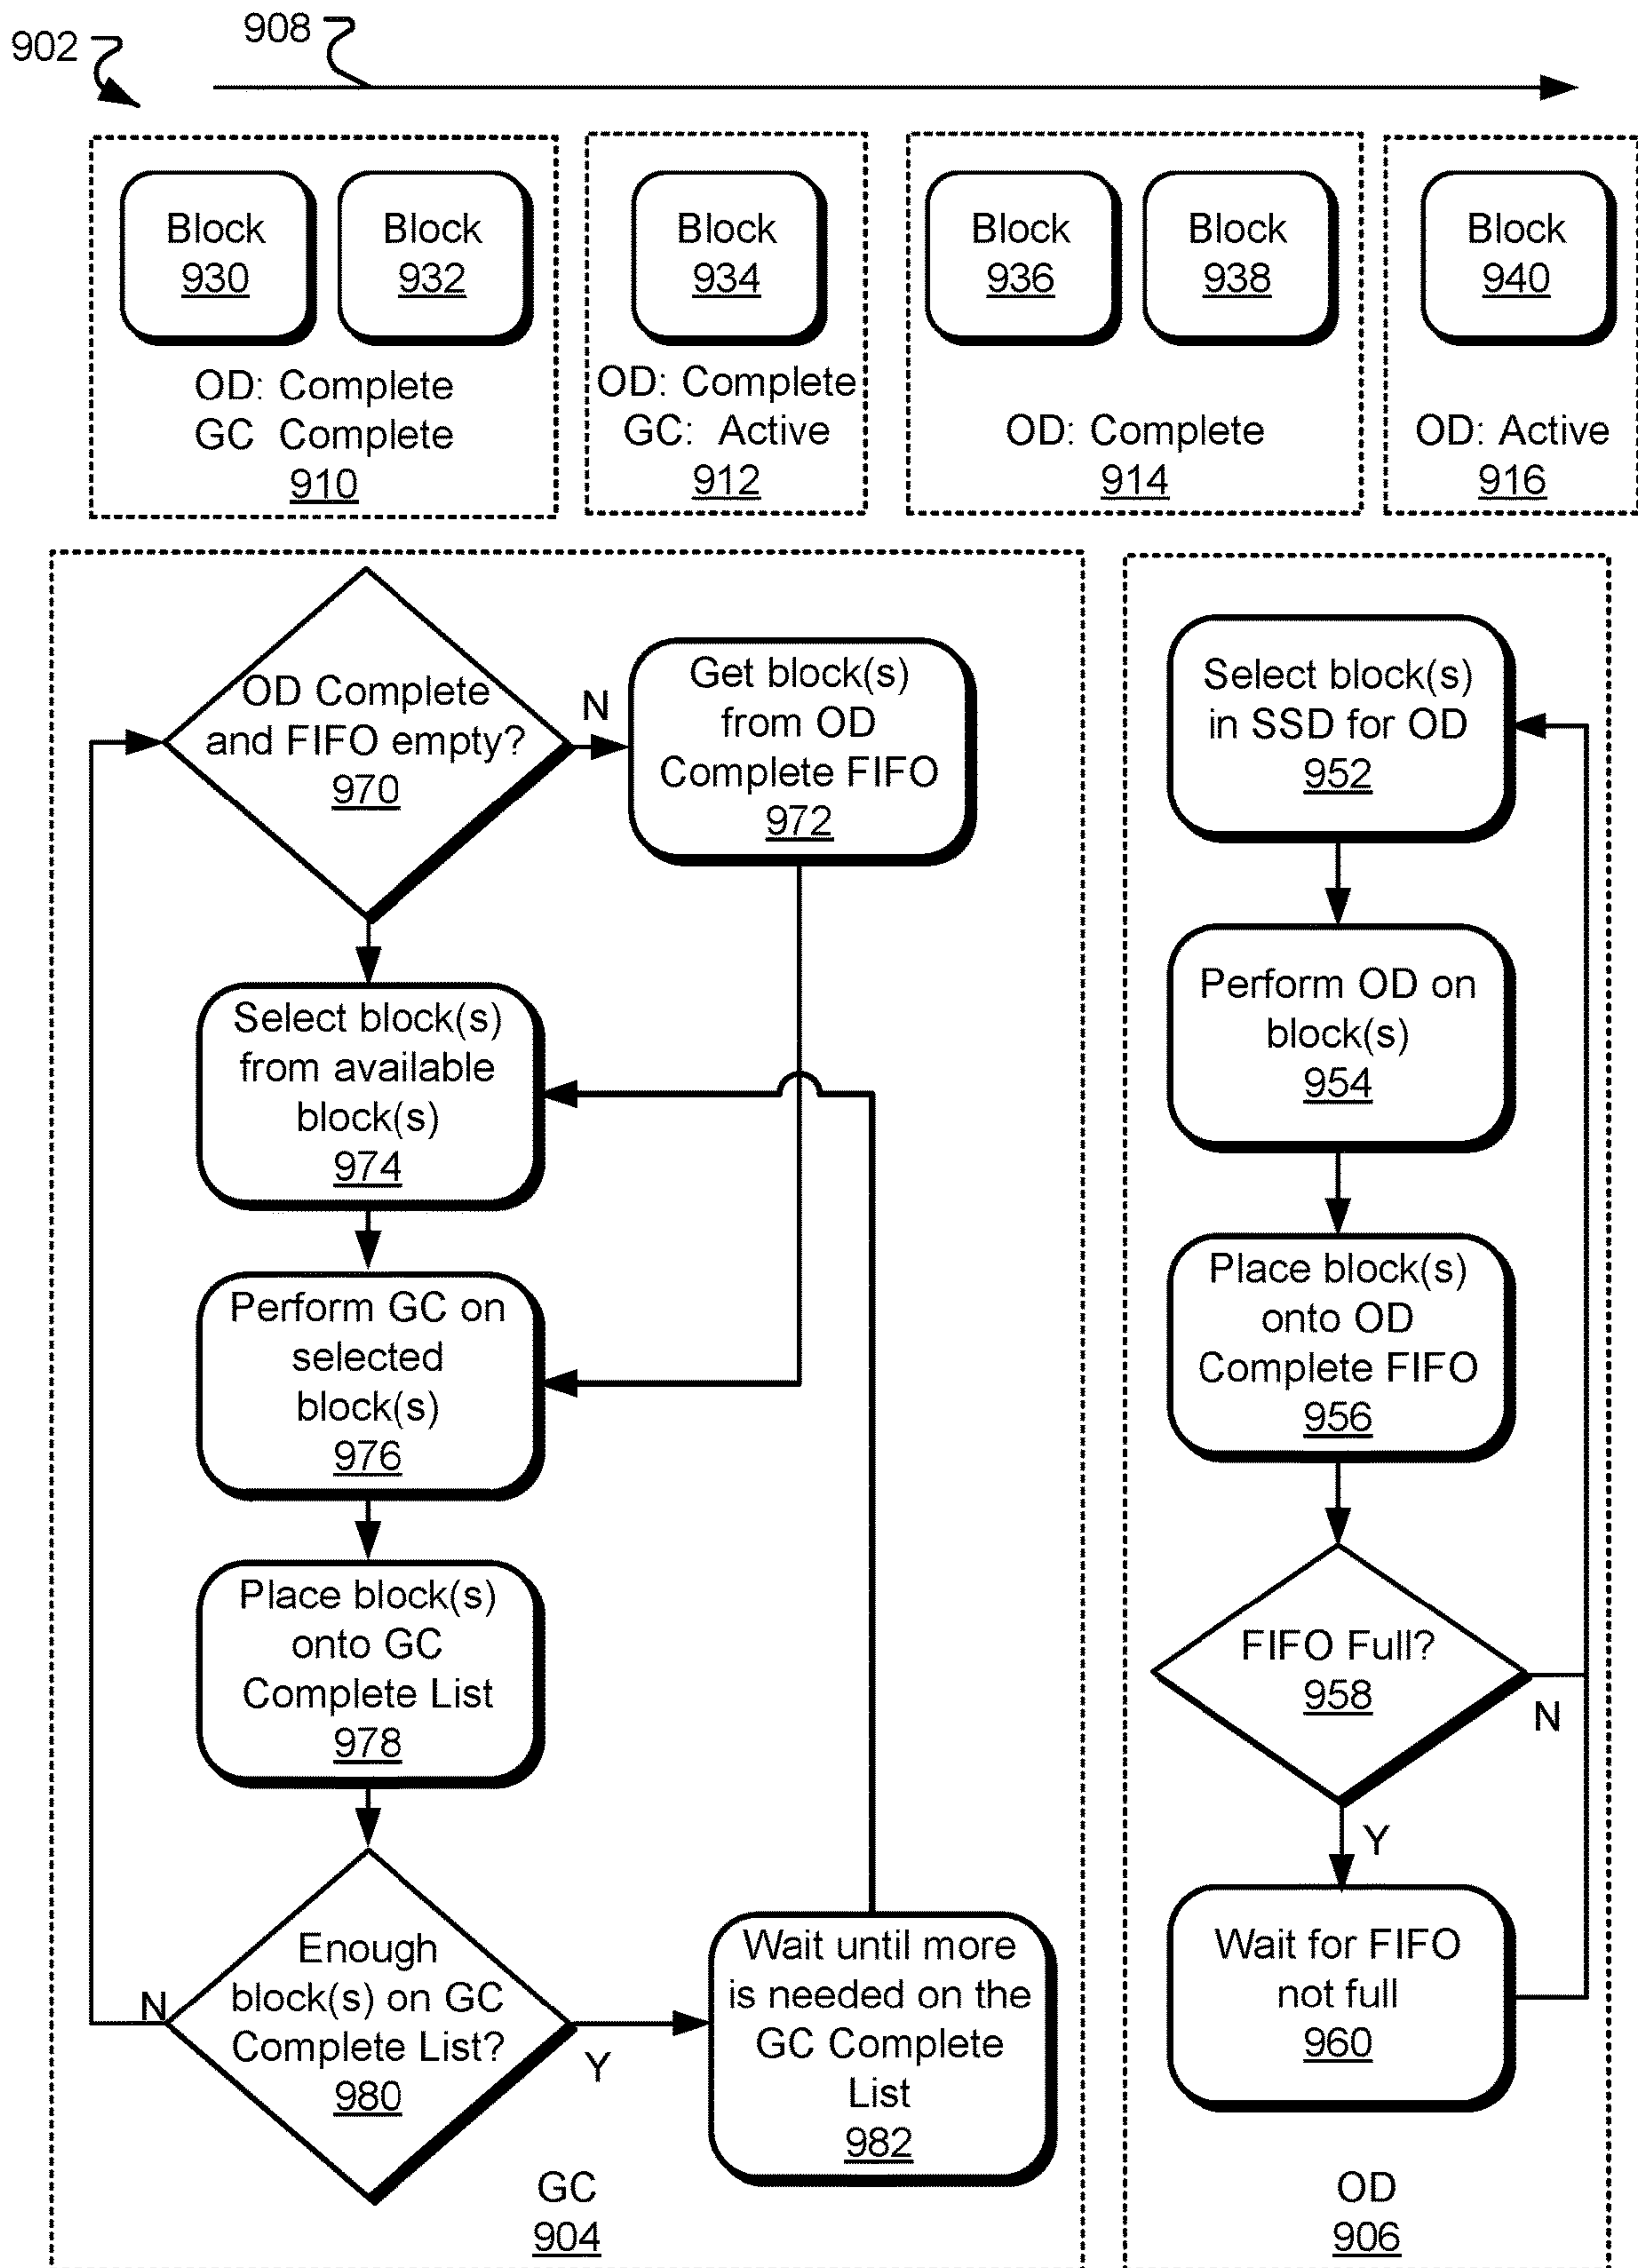 902
908
Block
930
Block
932
OD: Complete
GC Complete
910
Block
934
OD: Complete
GC: Active
912
Block
936
Block
938
OD: Complete
914
Block
940
OD: Active
916
OD Complete
and FIFO empty?
970
N
Get block(s)
from OD
Complete FIFO
972
Select block(s)
from available
block(s)
974
Perform GC on
selected
block(s)
976
Place block(s)
onto GC
Complete List
978
Enough
block(s) on GC
Complete List?
980
N
Y
Wait until more
is needed on the
GC Complete
List
982
GC
904
Select block(s)
in SSD for OD
952
Perform OD on
block(s)
954
Place block(s)
onto OD
Complete FIFO
956
FIFO Full?
958
N
Y
Wait for FIFO
not full
960
OD
906